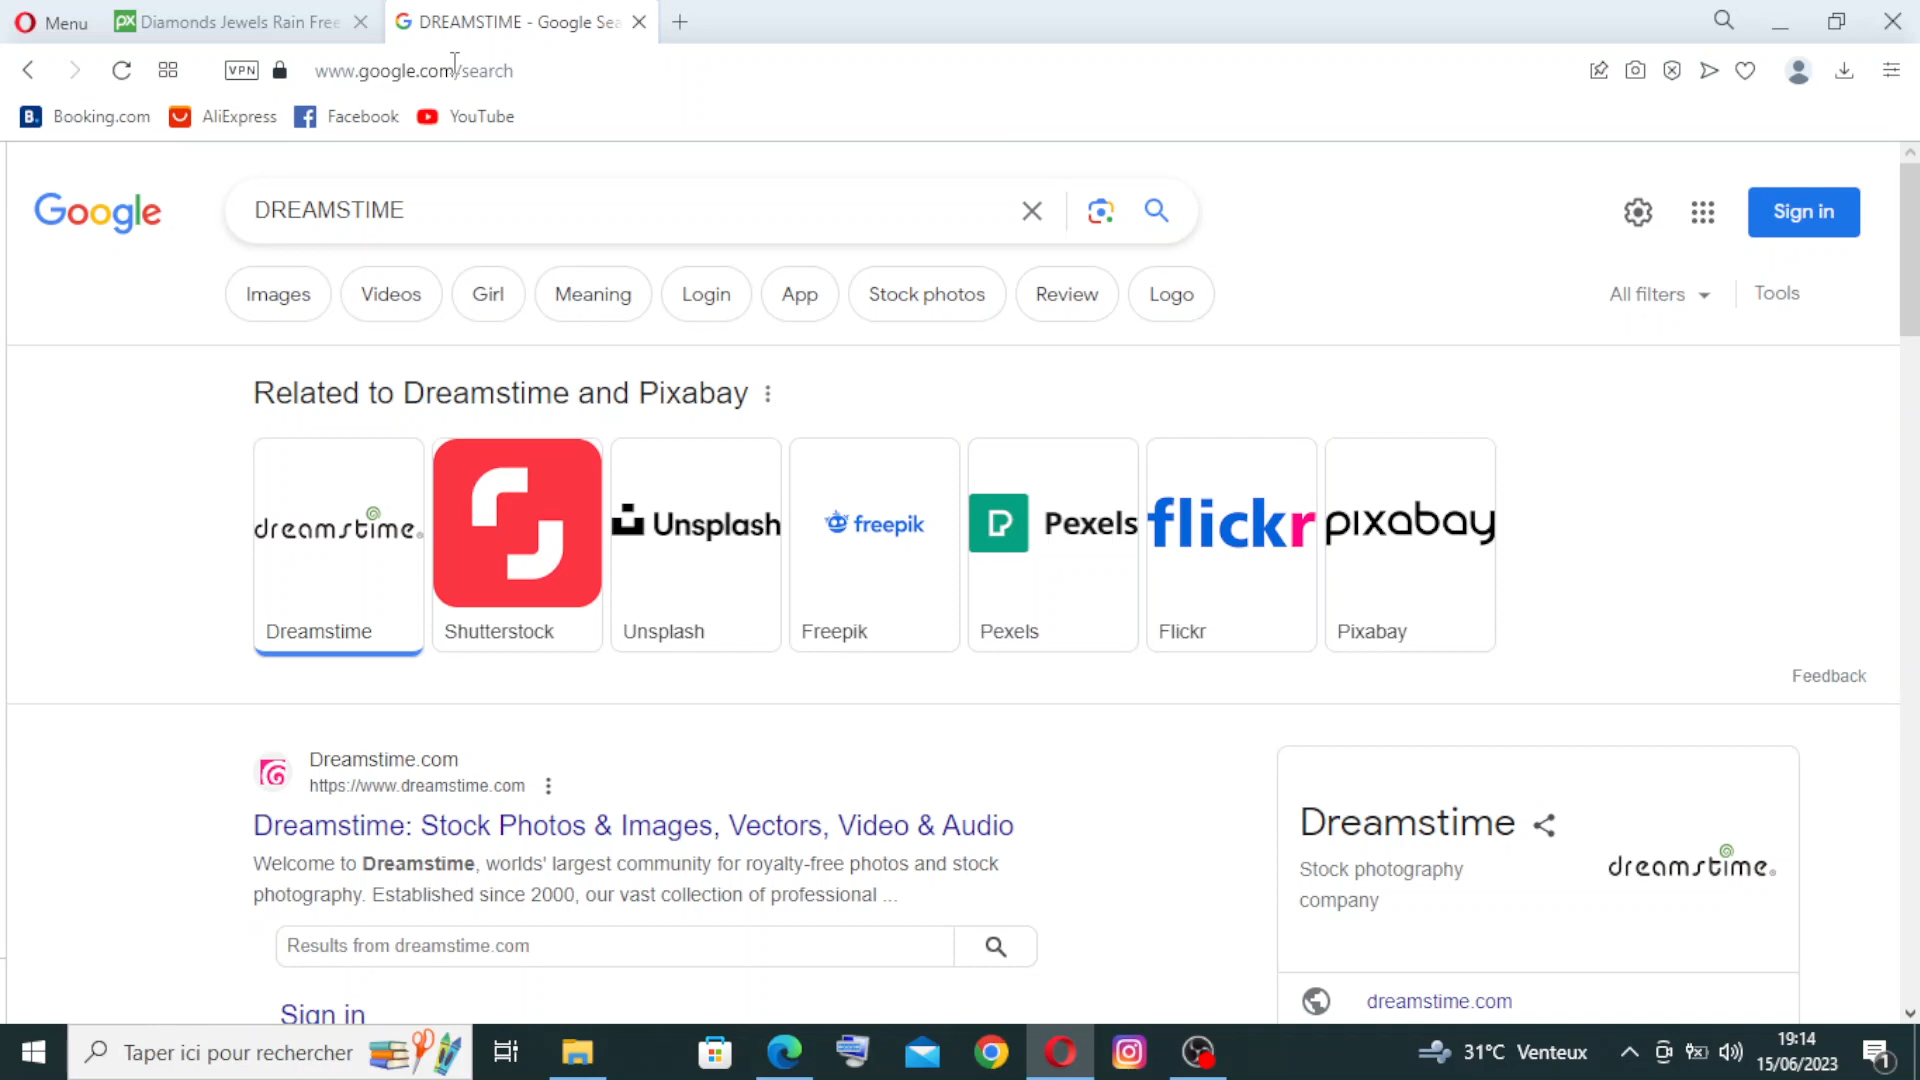 Menu
Diamonds Jewels Rain Free
DREAMSTIME - Google Sea
VPN
www.google.com/search
B. Booking.com
AliExpress
Facebook
YouTube
Google
DREAMSTIME
Sign in
Images
Videos
Girl
Meaning
Login
App
Stock photos
Review
Logo
All filters
Tools
Related to Dreamstime and Pixabay
dreamstime.
Unsplash
freepik
Pexels
flickr
pixabay
Dreamstime
Shutterstock
Unsplash
Freepik
Pexels
Flickr
Pixabay
Feedback
Dreamstime.com
https://www.dreamstime.com
Dreamstime: Stock Photos & Images, Vectors, Video & Audio
Welcome to Dreamstime, worlds' largest community for royalty-free photos and stock
photography. Established since 2000, our vast collection of professional ...
Results from dreamstime.com
Sign in
Dreamstime
Stock photography
company
dreamstime.
dreamstime.com
Taper ici pour rechercher
31°C Venteux
19:14
15/06/2023
1